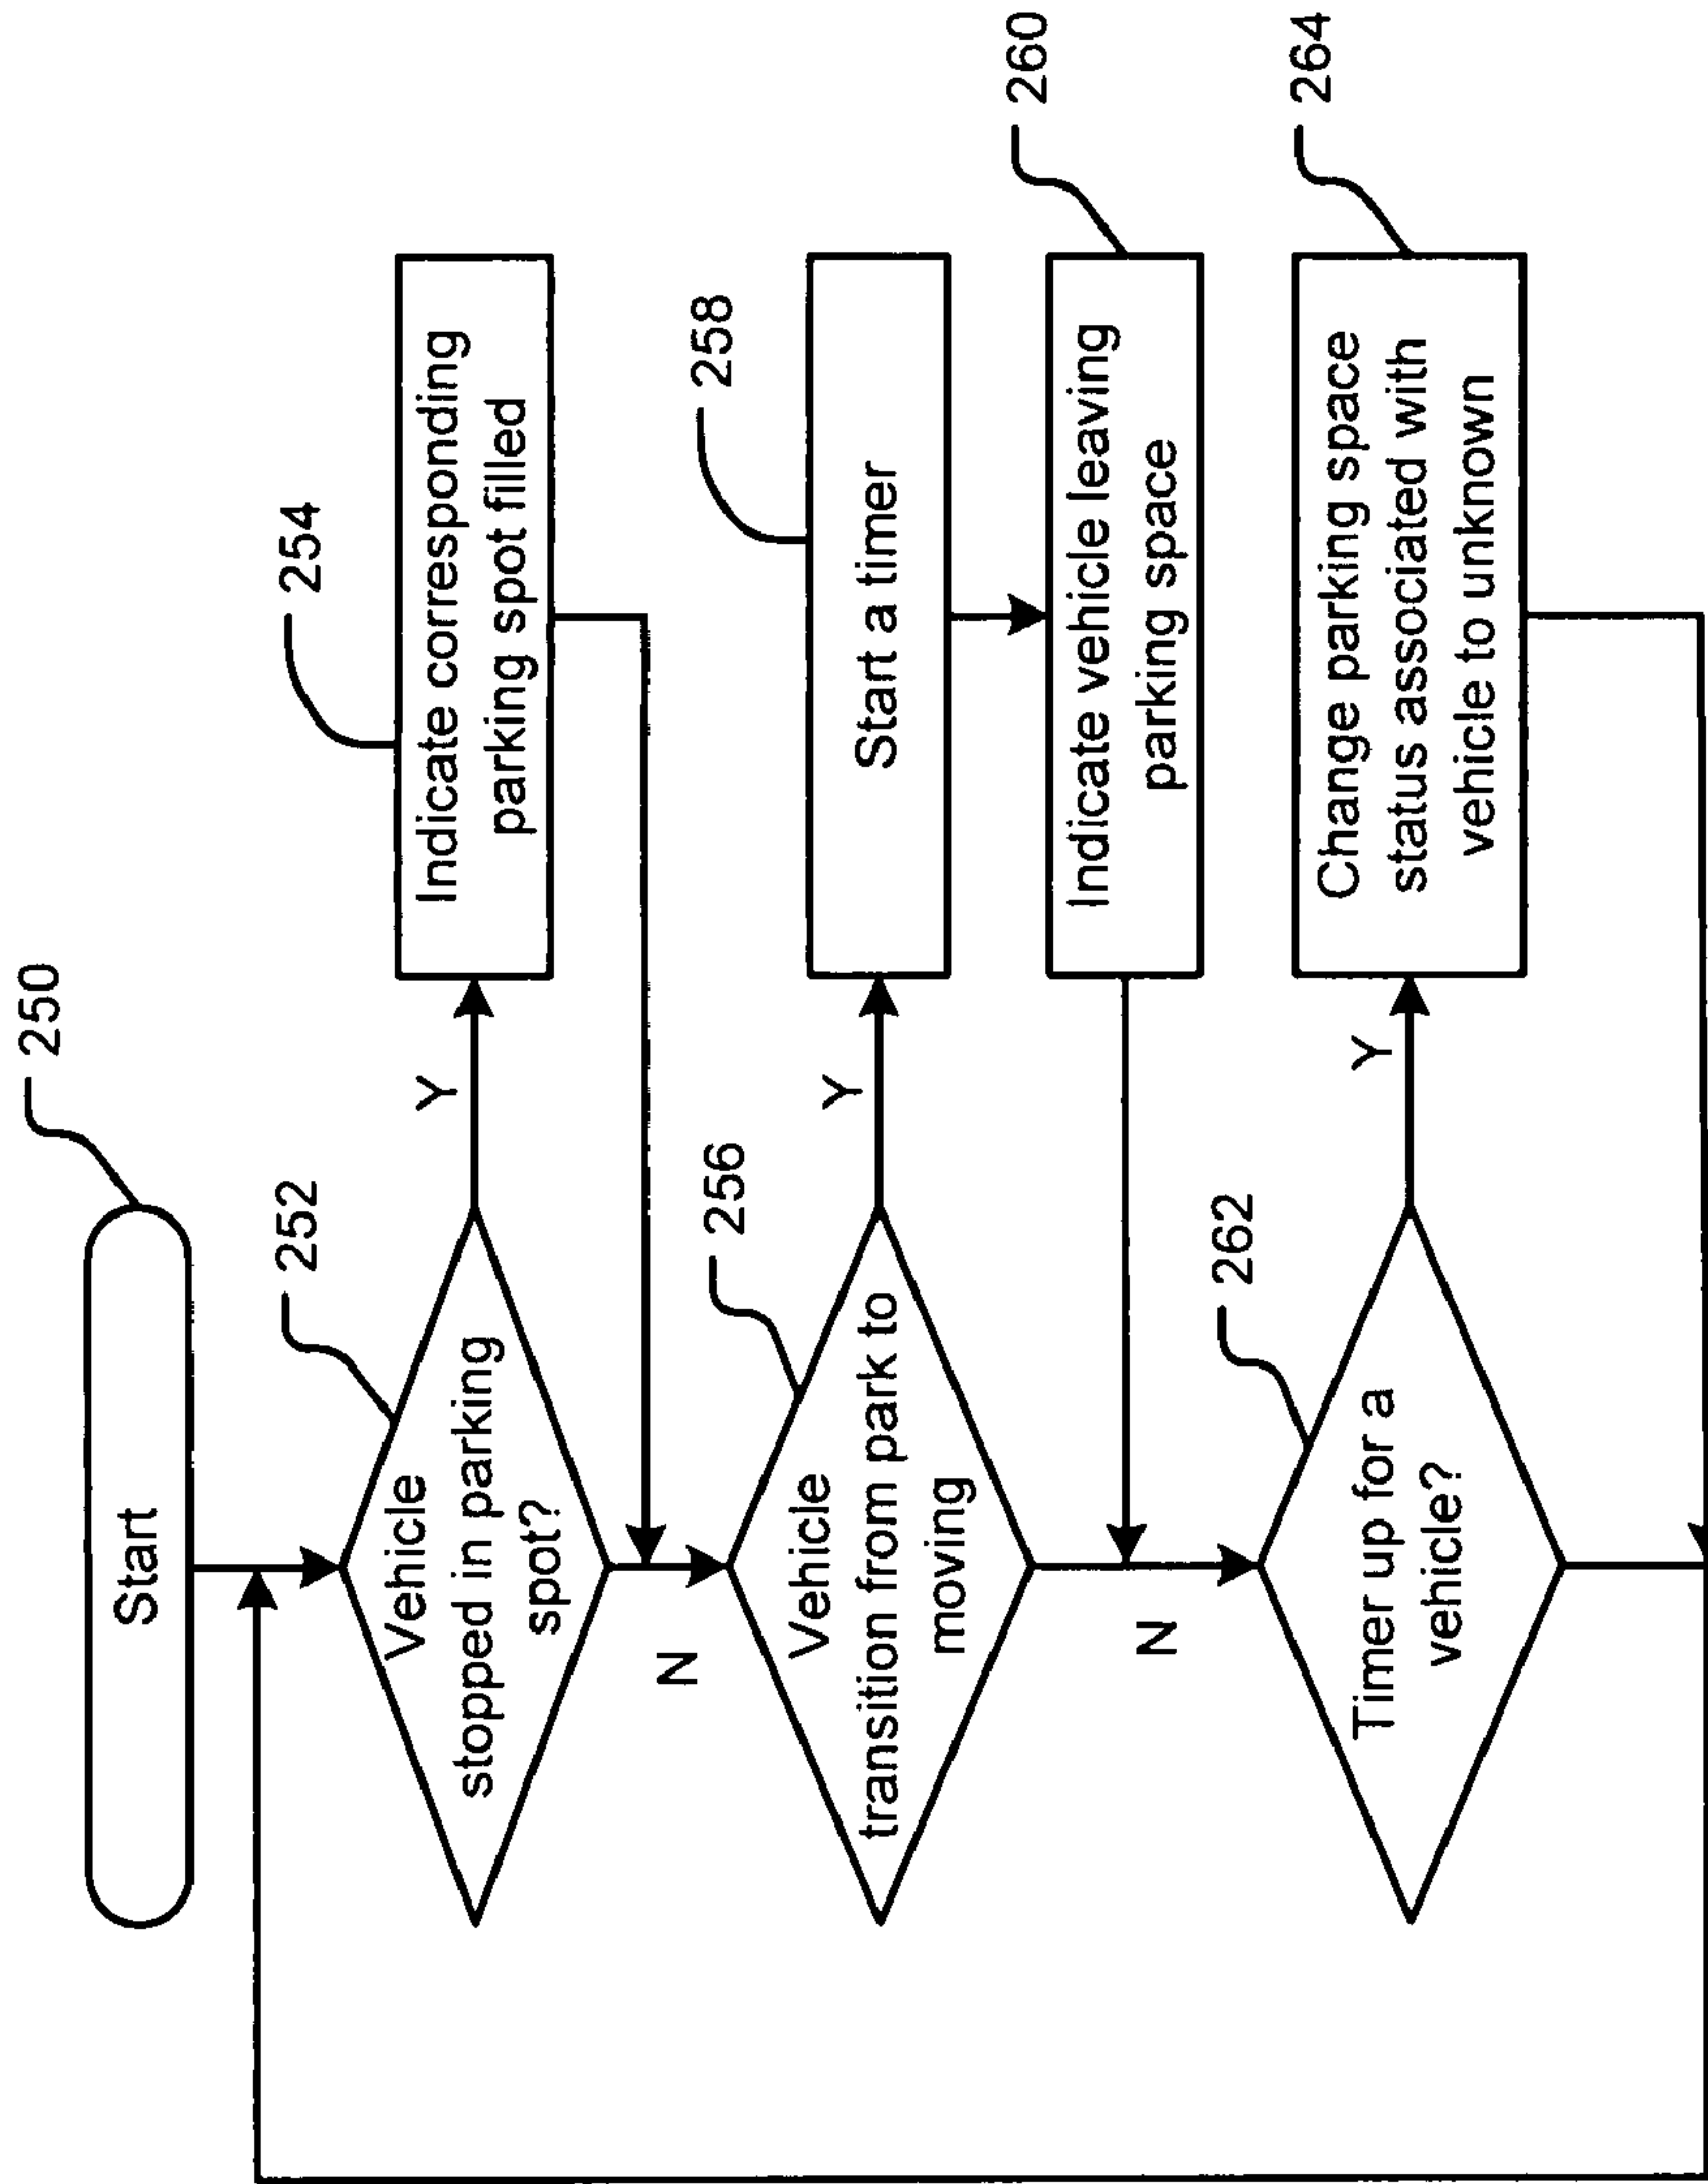 250
Start
252
Vehicle
stopped in parking
spot?
Y
254
Indicate corresponding
parking spot filled
N
256
Vehicle
transition from park to
moving
Y
258
Start a timer
260
Indicate vehicle leaving
parking space
N
262
Timer up for a
vehicle?
Y
264
Change parking space
status associated with
vehicle to unknown